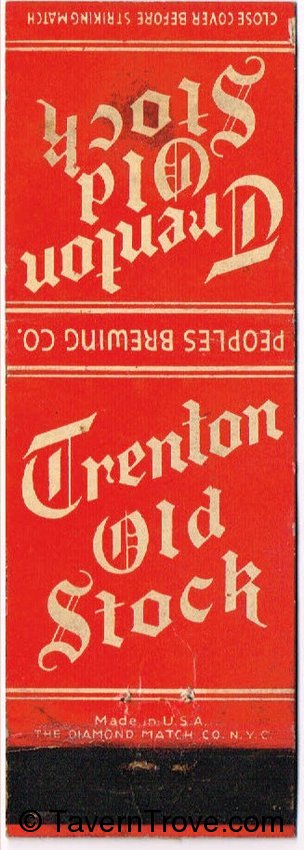 CLOSE COVER BEFORE STRIKING MATCH
Trenton
Old
Stock
PEOPLES BREWING CO.
Trenton
Old
Stock
Made in U.S.A.
THE DIAMOND MATCH CO. N.Y.C.
© TavernTrove.com